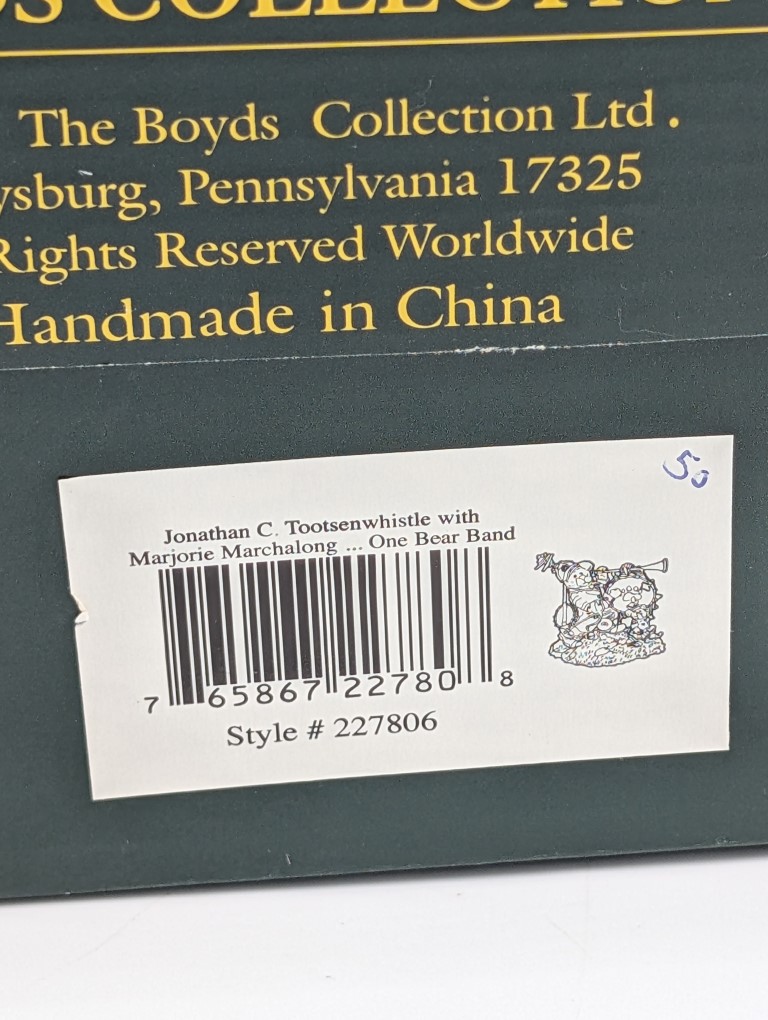 COLLECTION
The Boyds Collection Ltd.
ysburg, Pennsylvania 17325
Rights Reserved Worldwide
Handmade in China
50
Jonathan C. Tootsenwhistle with
Marjorie Marchalong ... One Bear Band
7 65867 22780 8
Style # 227806